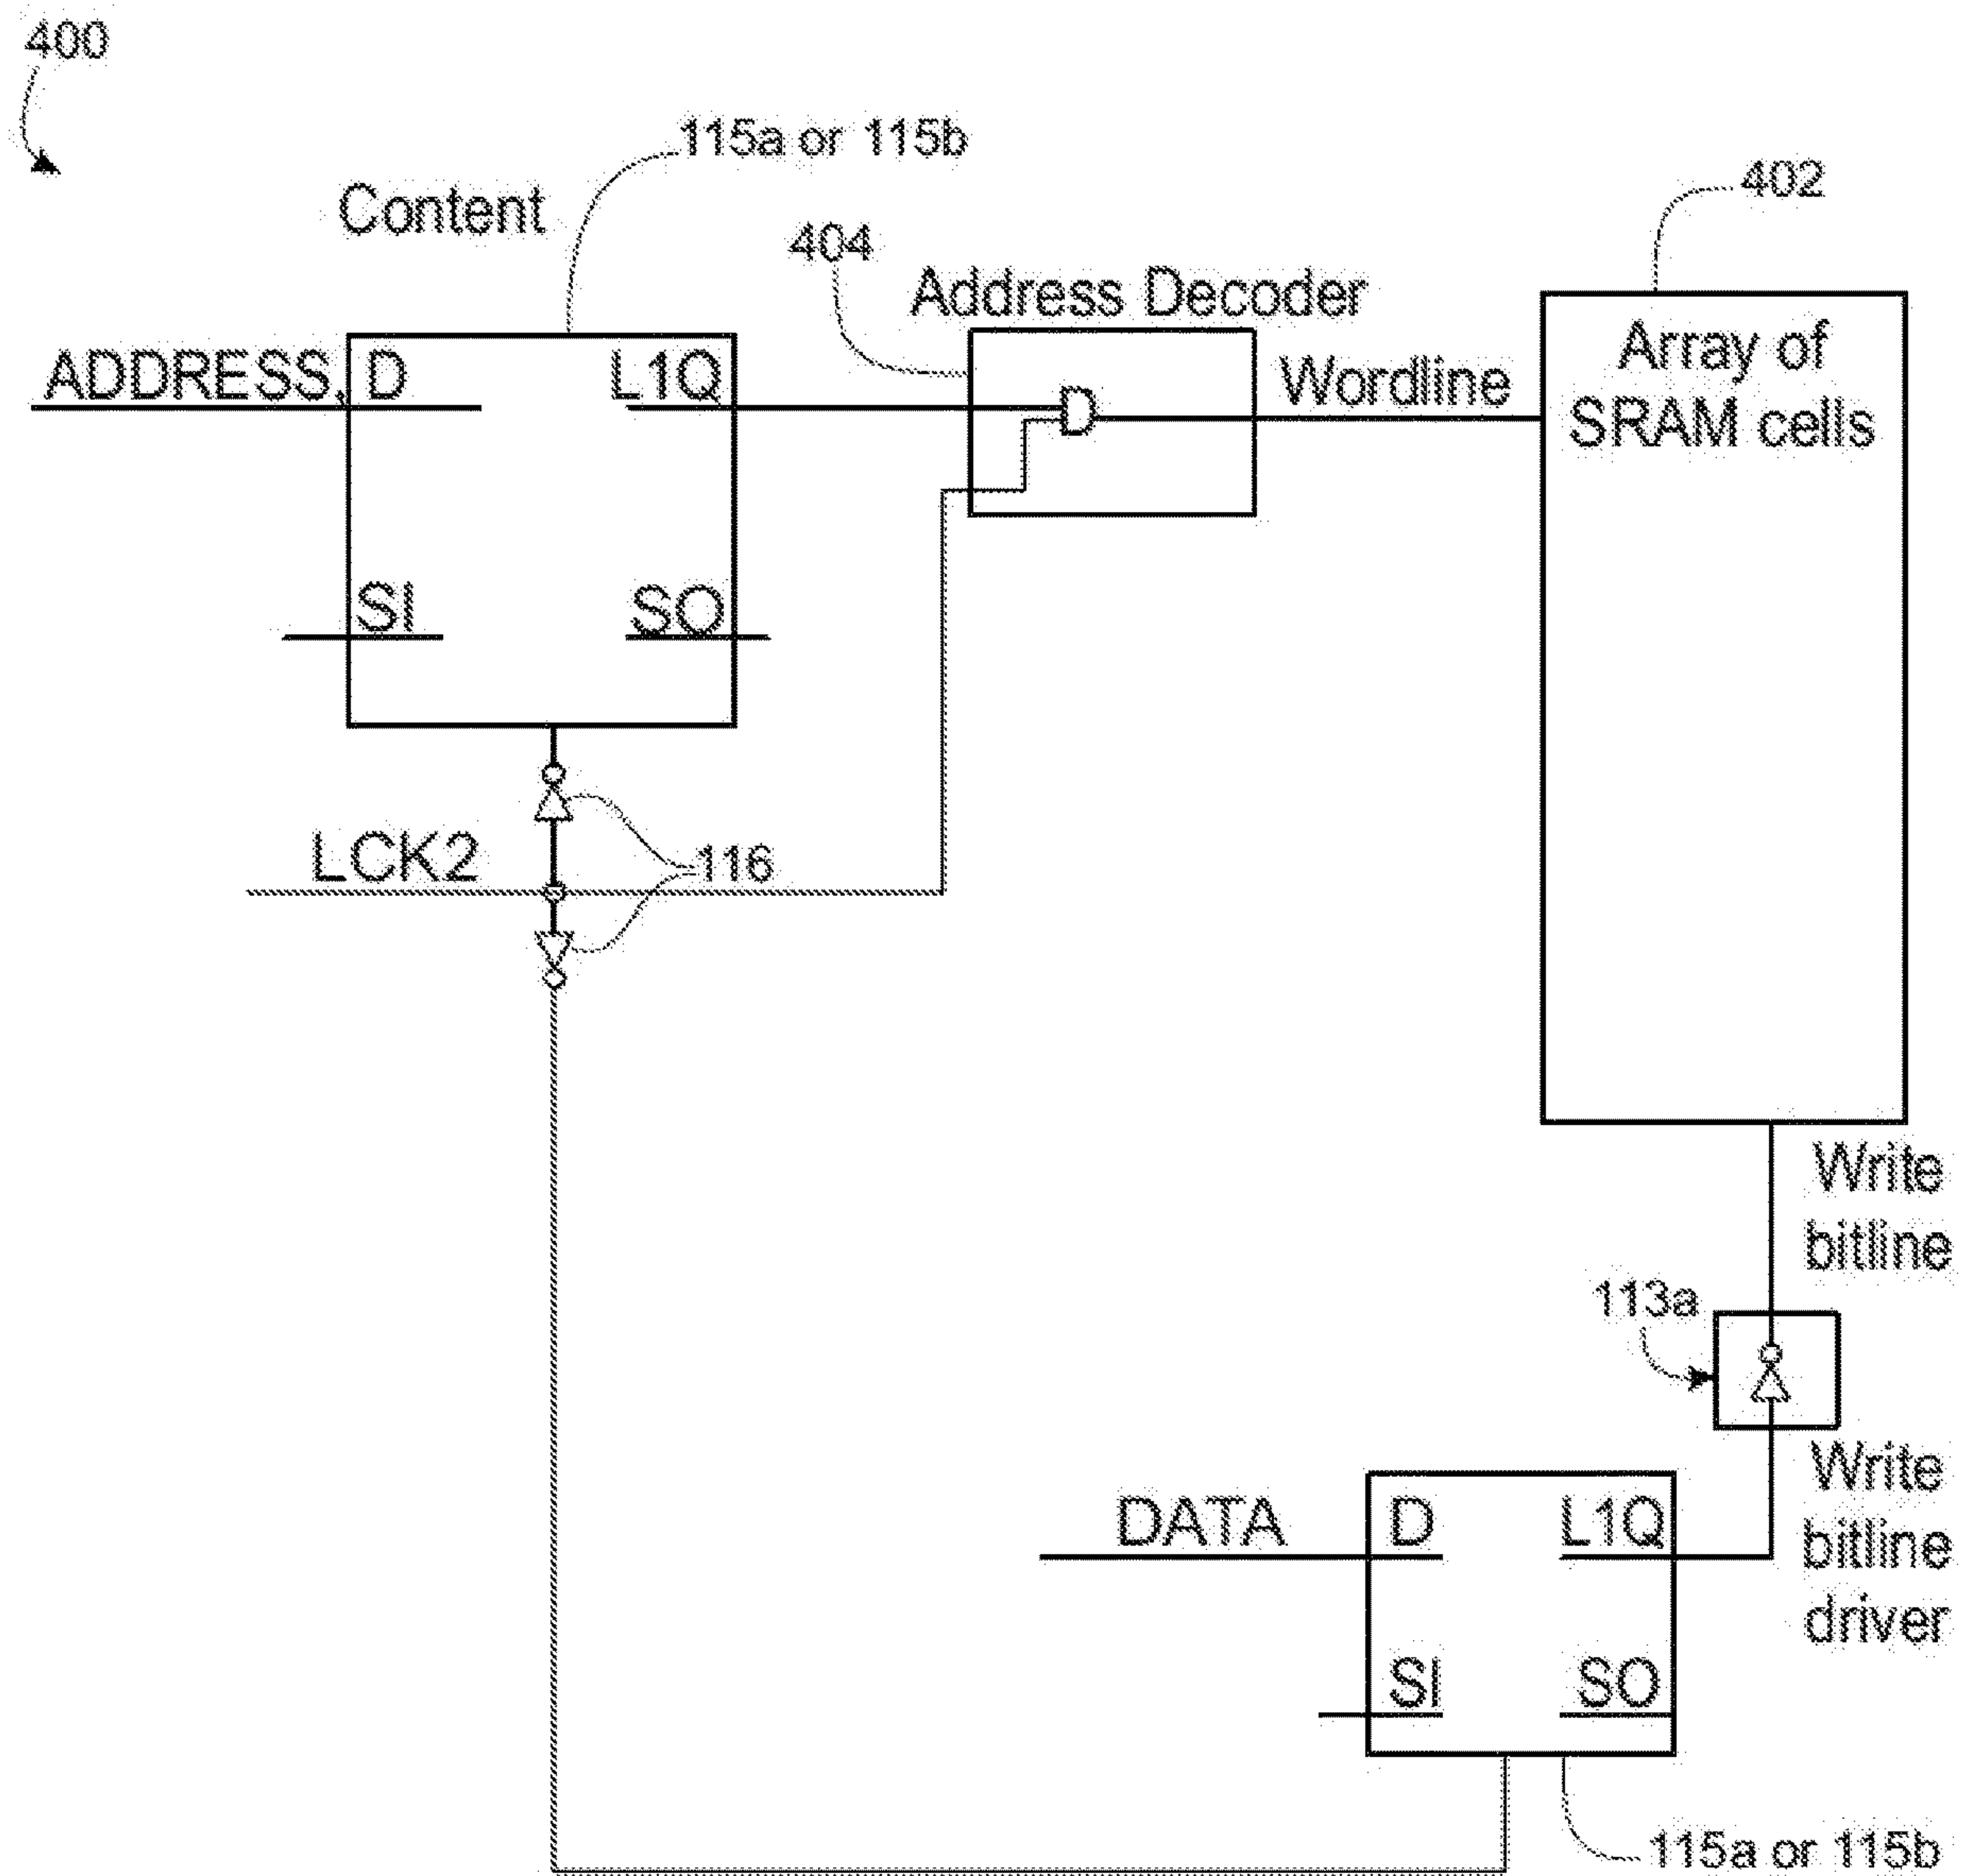 400
115a or 115b
Content
402
404
Address Decoder
ADDRESS, D
L1Q
Wordline
Array of
SRAM cells
SI
SO
LCK2
116
Write
bitline
113a
Write
bitline
driver
DATA
D
L1Q
SI
SO
115a or 115b